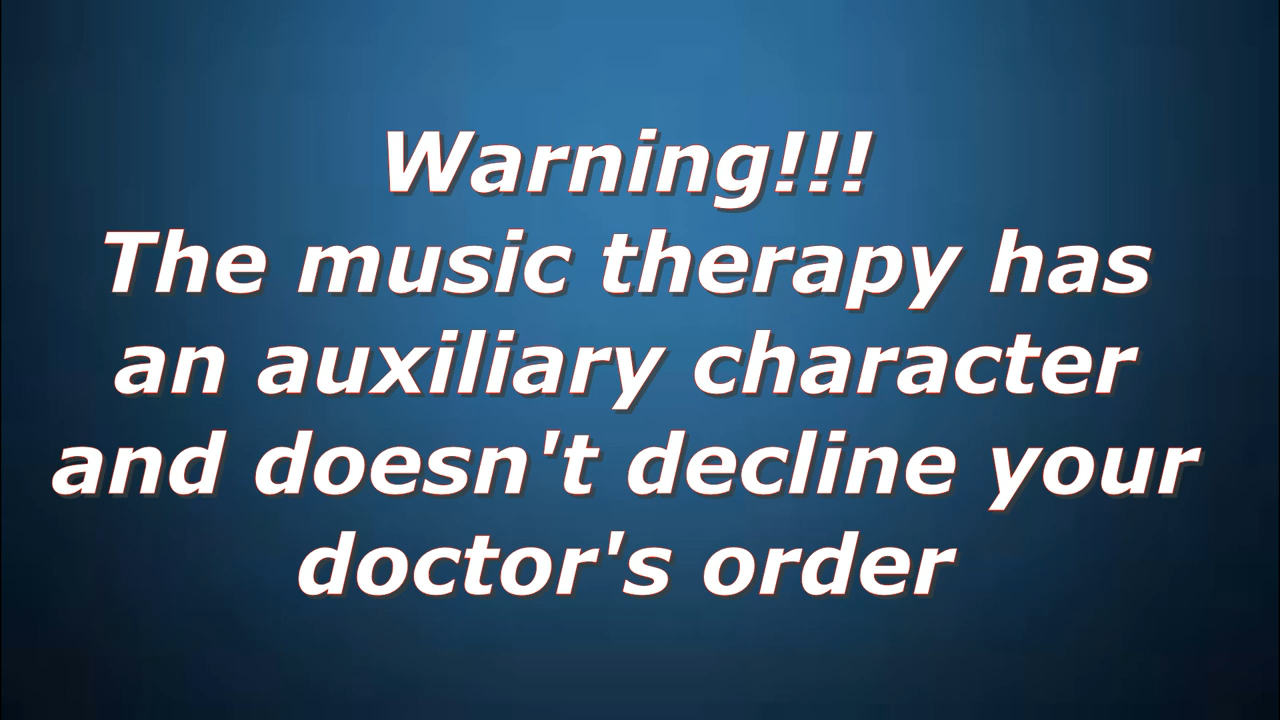 Warning!!!
The music therapy has
an auxiliary character
and doesn't decline your
doctor's order